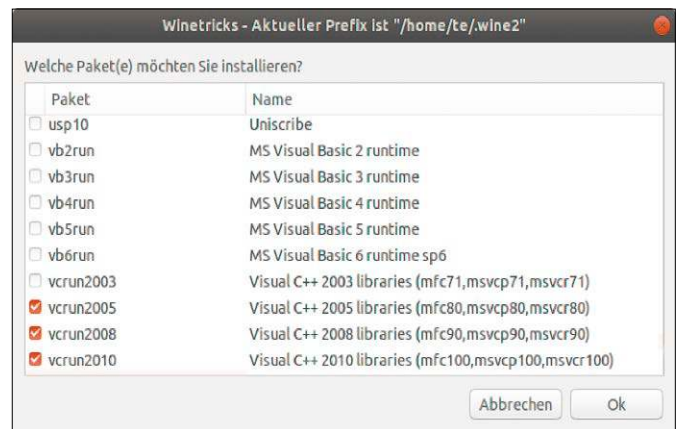 Winetricks - Aktueller Prefix ist "/home/te/.wine2"
Welche Paket(e) möchten Sie installieren?
Paket Name
usp10 Uniscribe
vb2run MS Visual Basic 2 runtime
vb3run MS Visual Basic 3 runtime
vb4run MS Visual Basic 4 runtime
vb5run MS Visual Basic 5 runtime
vb6run MS Visual Basic 6 runtime sp6
vcrun2003 Visual C++ 2003 libraries (mfc71,msvcp71,msvcr71)
vcrun2005 Visual C++ 2005 libraries (mfc80,msvcp80,msvcr80)
vcrun2008 Visual C++ 2008 libraries (mfc90,msvcp90,msvcr90)
vcrun2010 Visual C++ 2010 libraries (mfc100,msvcp100,msvcr100)
Abbrechen Ok